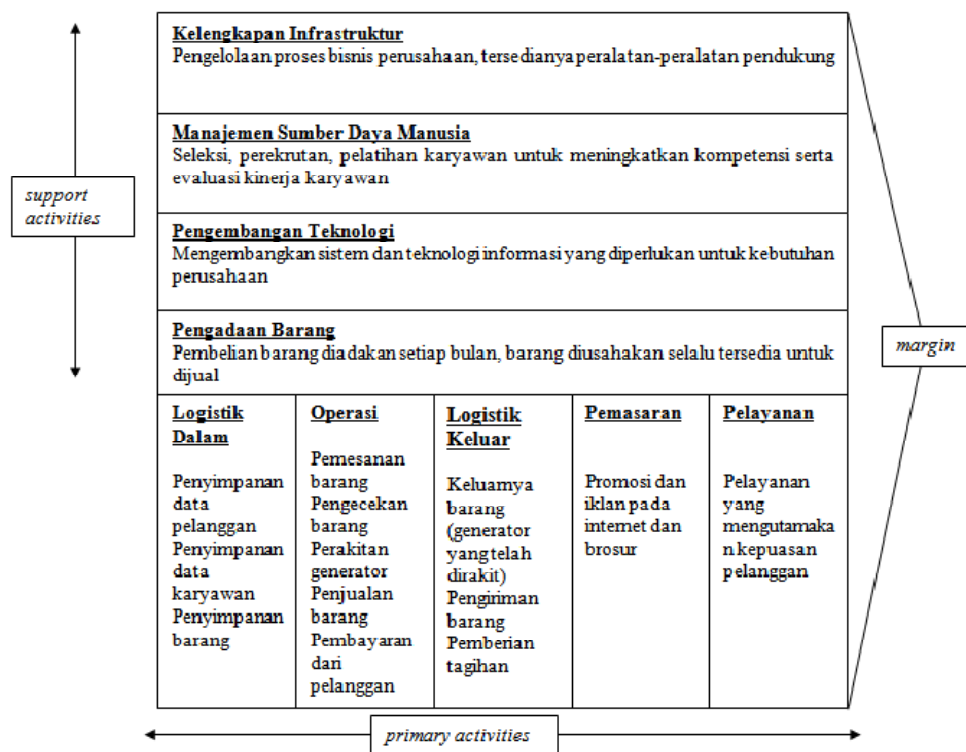 Kelengkapan Infrastruktur
Pengelolaan proses bisnis perusahaan, tersedianya peralatan-peralatan pendukung
Manajemen Sumber Daya Manusia
Seleksi, perekrutan, pelatihan karyawan untuk meningkatkan kompetensi serta
evaluasi kinerja karyawan
support
activities
Pengembangan Teknologi
Mengembangkan sistem dan teknologi informasi yang diperlukan untuk kebutuhan
perusahaan
Pengadaan Barang
Pembelian barang diadakan setiap bulan, barang diusahakan selalu tersedia untuk
dijual
margin
Logistik
Dalam
Penyimpanan
data
pelanggan
Penyimpanan
data
karyawan
Penyimpanan
barang
Operasi
Pemesanan
barang
Pengecekan
barang
Perakitan
generator
Penjualan
barang
Pembayaran
dari
pelanggan
Logistik
Keluar
Keluarnya
barang
(generator
yang telah
dirakit)
Pengiriman
barang
Pemberian
tagihan
Pemasaran
Promosi dan
iklan pada
internet dan
brosur
Pelayanan
Pelayanan
yang
mengutamaka
n kepuasan
pelanggan
primary activities